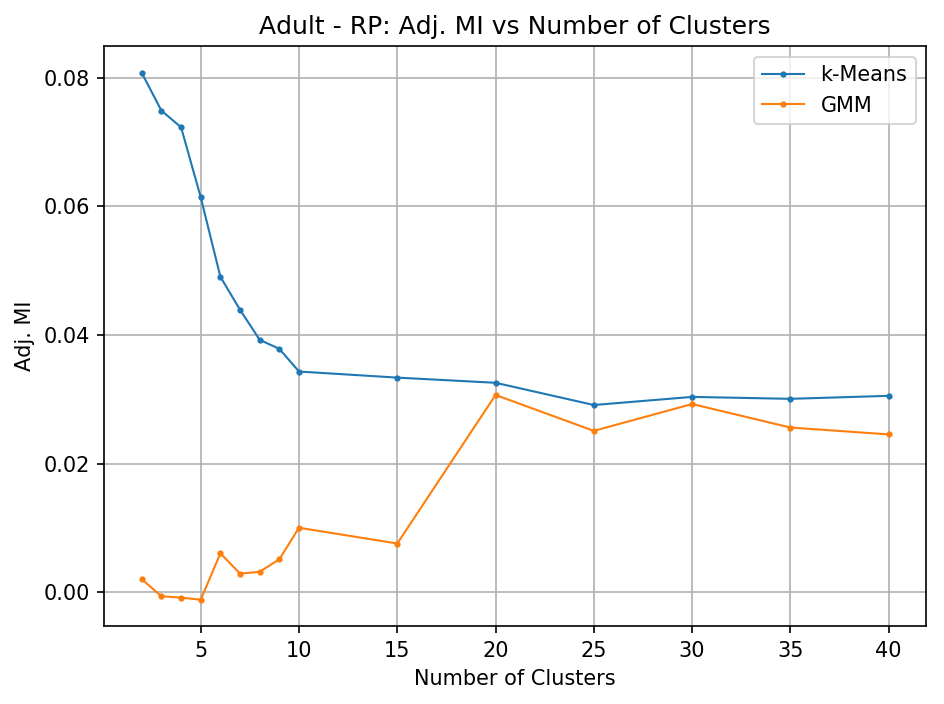 Adult - RP: Adj. MI vs Number of Clusters
k-Means
GMM
Adj. MI
0.08
0.06
0.04
0.02
0.00
5 10 15 20 25 30 35 40
Number of Clusters